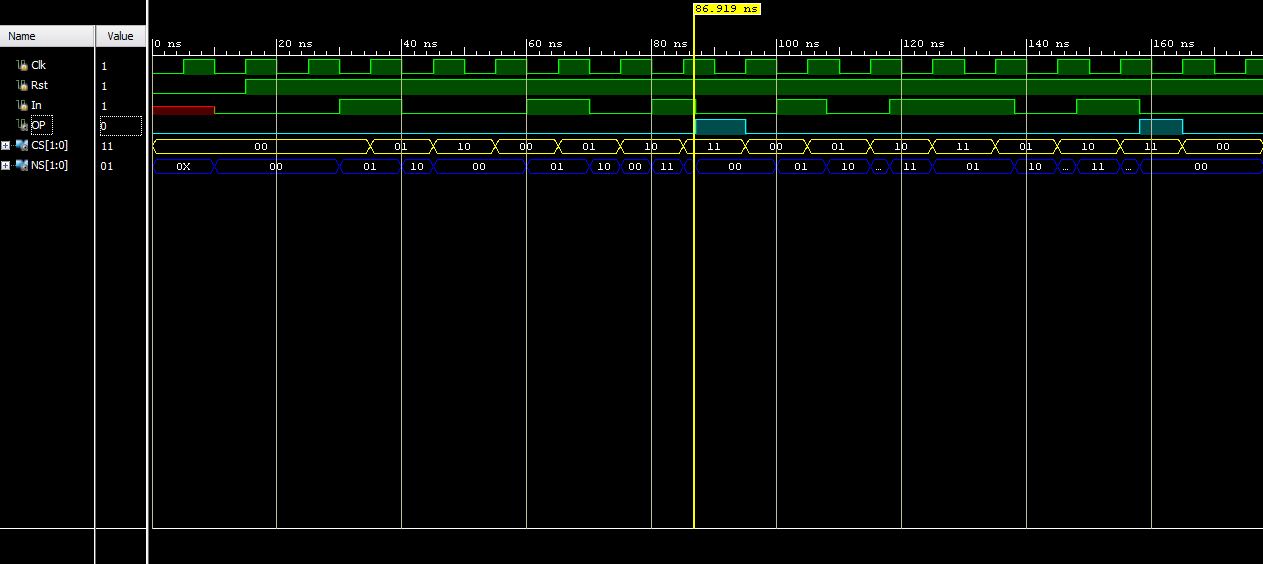 86.919 ns
Name Value
0 ns 20 ns 40 ns 60 ns 80 ns 100 ns 120 ns 140 ns 160 ns
Clk 1
Rst 1
In 1
OP 0
CS[1:0] 11 00 01 10 00 01 10 11 00 01 10 11 01 10 11 00
NS[1:0] 01 0X 00 01 10 00 01 10 00 11 00 01 10 ... 11 01 10 ... 11 ... 00